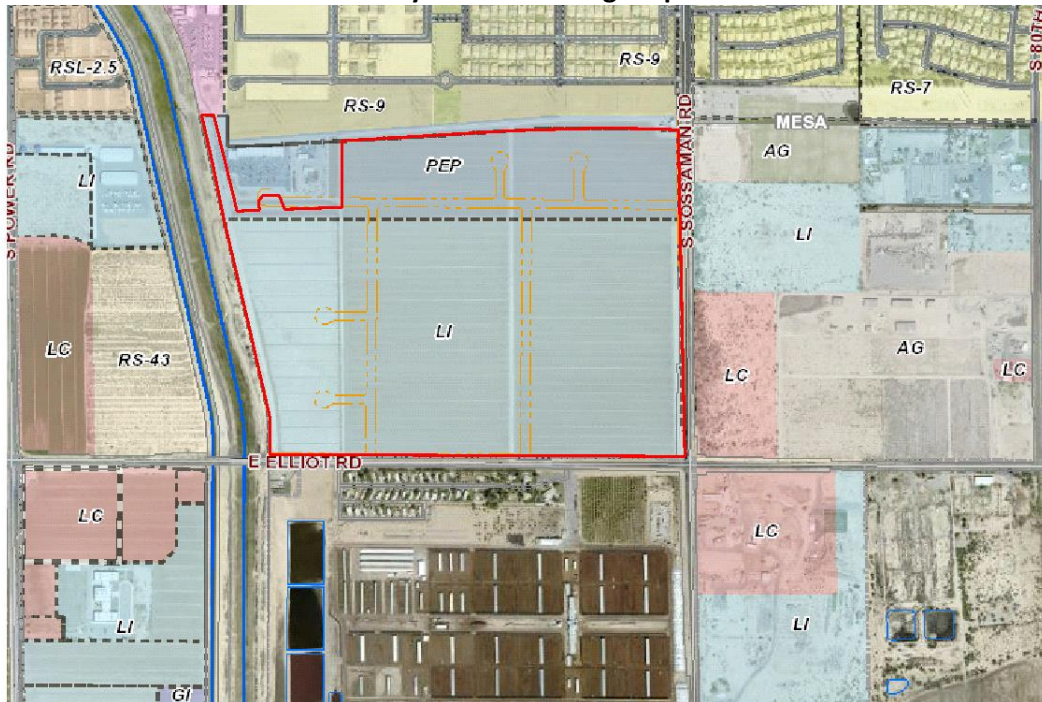 RSL-2.5
RS-9
RS-9
RS-7
S 80TH
S SOSSAMAN RD
MESA
S POWER RD
LI
PEP
AG
LI
LC
RS-43
LI
LC
AG
LC
E ELLIOT RD
LC
LC
LI
LI
GI